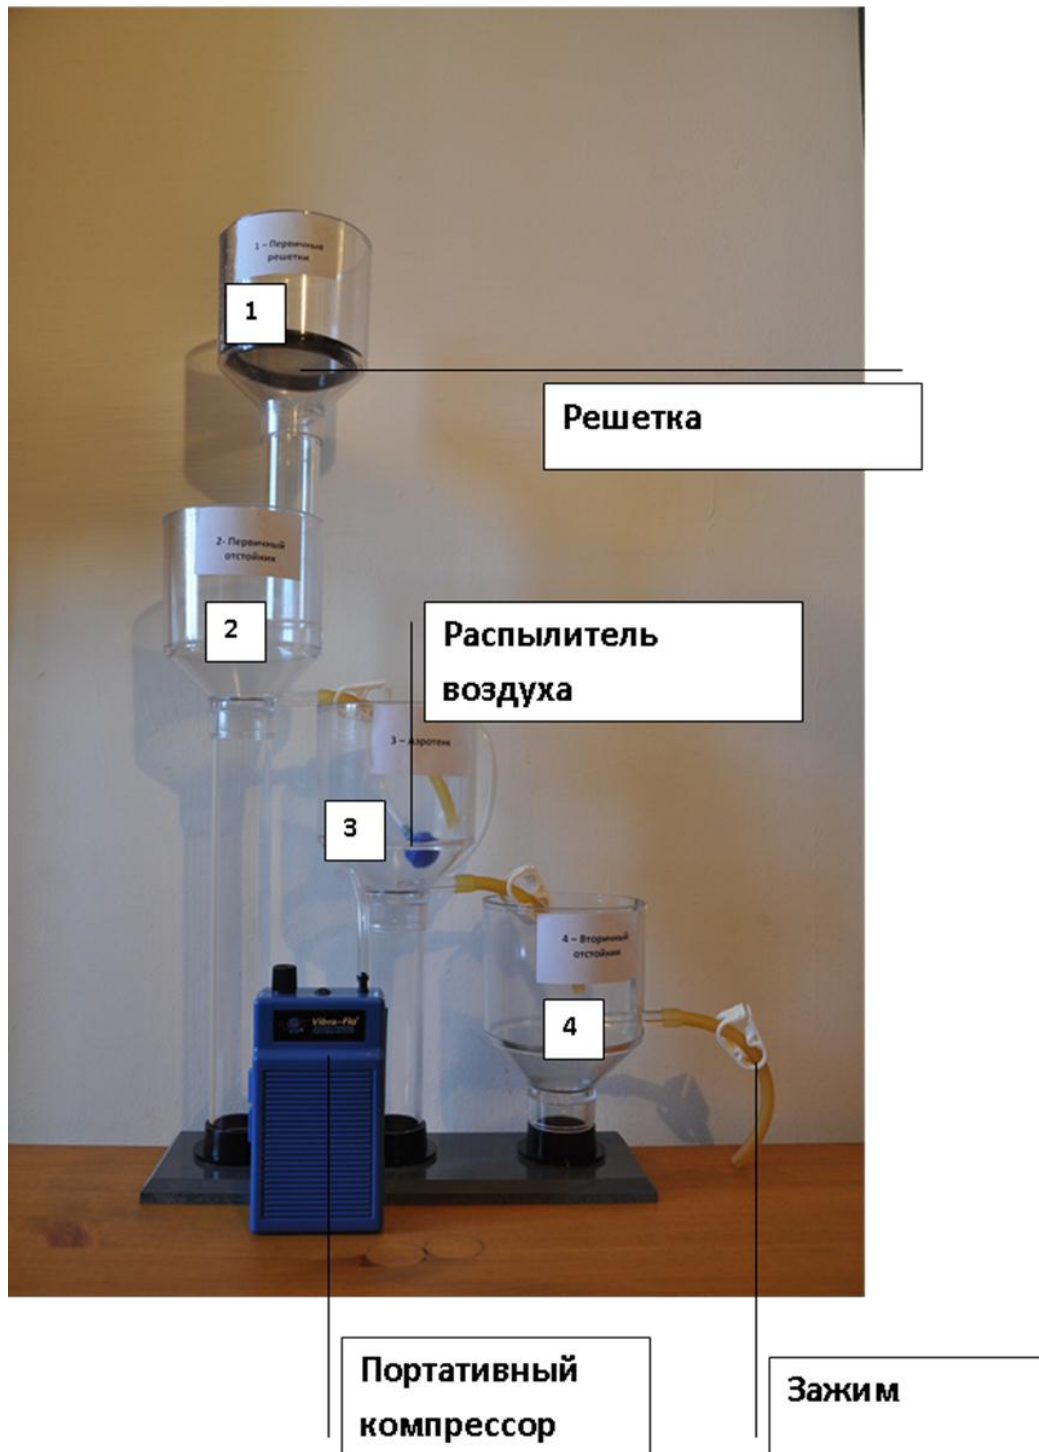 1 – Первичные
решетки
1
Решетка
2- Первичный
отстойник
2
Распылитель
воздуха
3 – Аэротенк
3
4 – Вторичный
отстойник
4
Vibra-Flo
Портативный
компрессор
Зажим